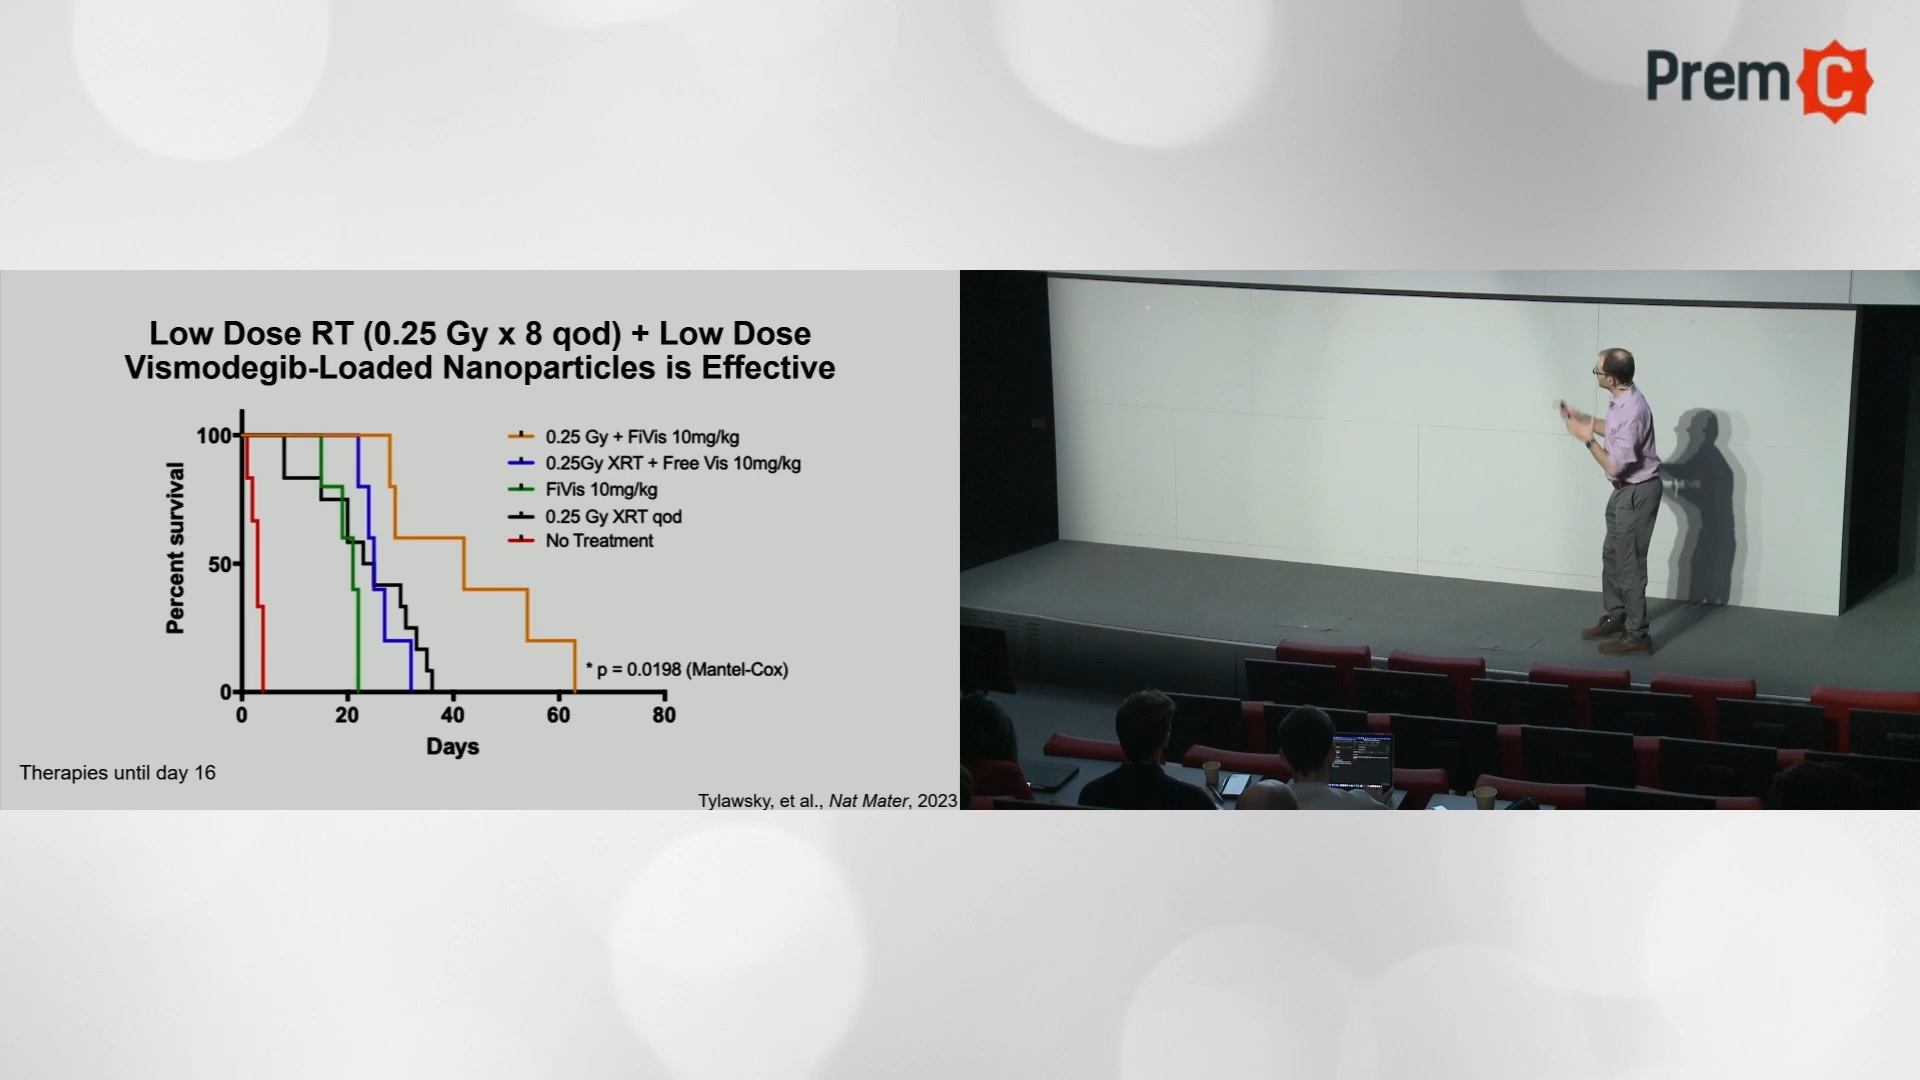 Prem C
Low Dose RT (0.25 Gy x 8 qod) + Low Dose
Vismodegib-Loaded Nanoparticles is Effective
100
50
0
Percent survival
0 20 40 60 80
Days
0.25 Gy + FiVis 10mg/kg
0.25Gy XRT + Free Vis 10mg/kg
FiVis 10mg/kg
0.25 Gy XRT qod
No Treatment
* p = 0.0198 (Mantel-Cox)
Therapies until day 16
Tylawsky, et al., Nat Mater, 2023